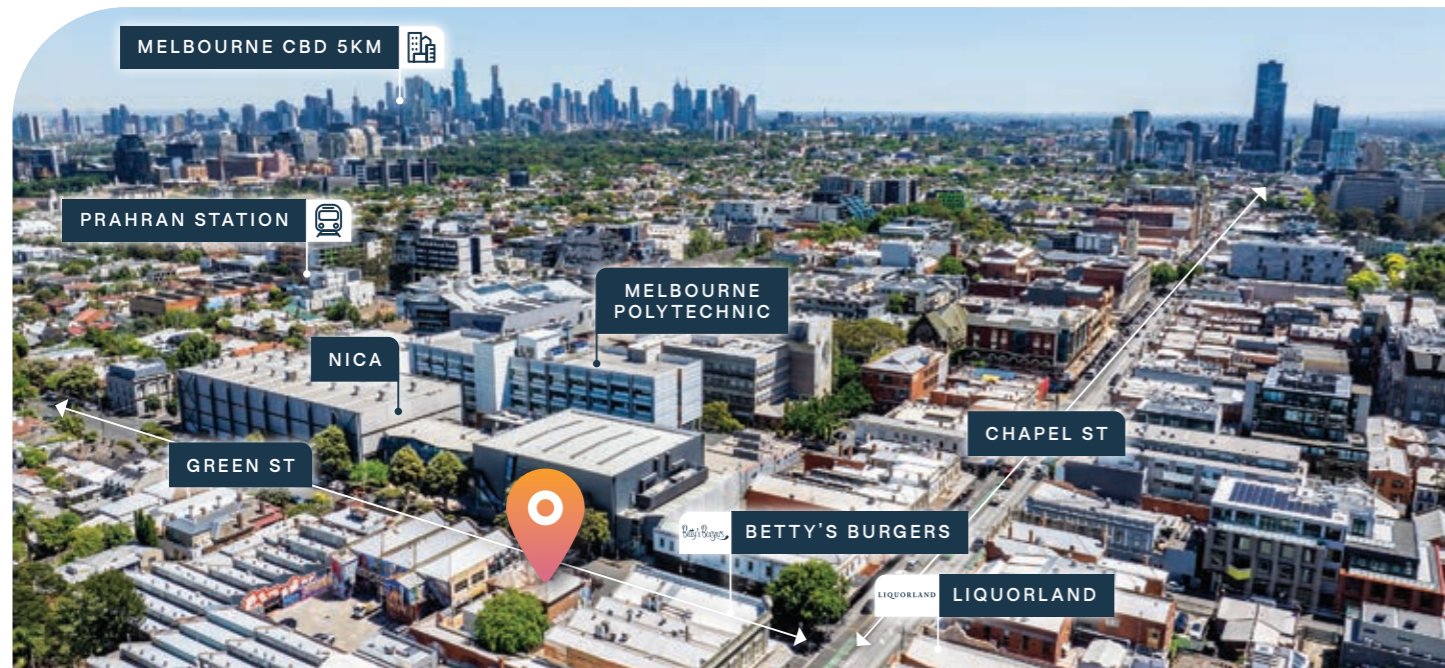 MELBOURNE CBD 5KM
PRAHRAN STATION
MELBOURNE
POLYTECHNIC
NICA
CHAPEL ST
GREEN ST
Betty's Burgers
BETTY'S BURGERS
LIQUORLAND
LIQUORLAND